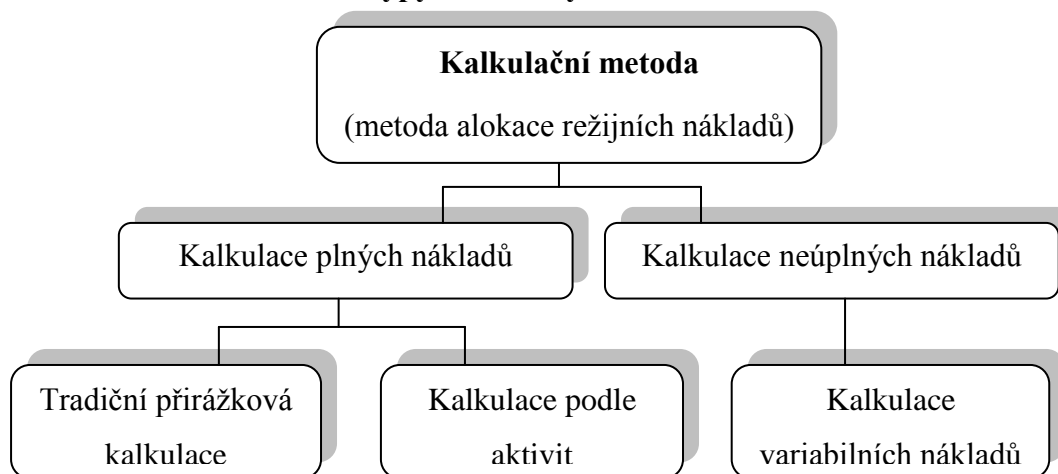 Kalkulační metoda
(metoda alokace režijních nákladů)
Kalkulace plných nákladů
Kalkulace neúplných nákladů
Tradiční přirážková
kalkulace
Kalkulace podle
aktivit
Kalkulace
variabilních nákladů